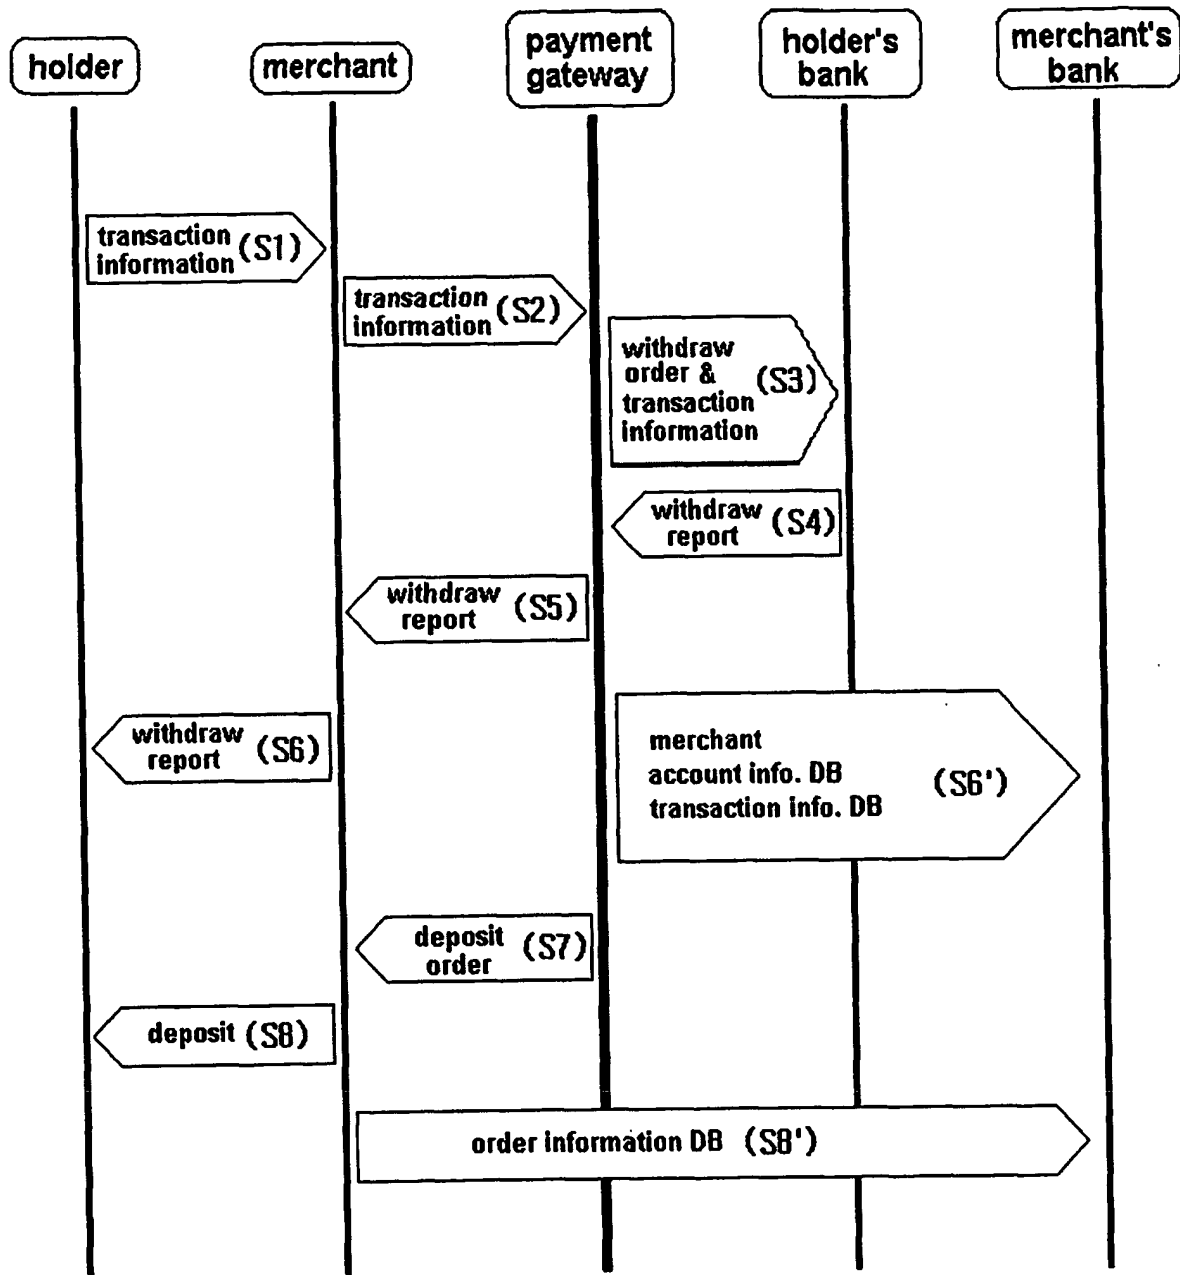 holder
merchant
payment
gateway
holder's
bank
merchant's
bank
transaction
information (S1)
transaction
information (S2)
withdraw
order &
transaction
information
(S3)
withdraw
report
(S4)
withdraw
report
(S5)
withdraw
report
(S6)
merchant
account info. DB
transaction info. DB
(S6')
deposit
order
(S7)
deposit (S8)
order information DB (S8')